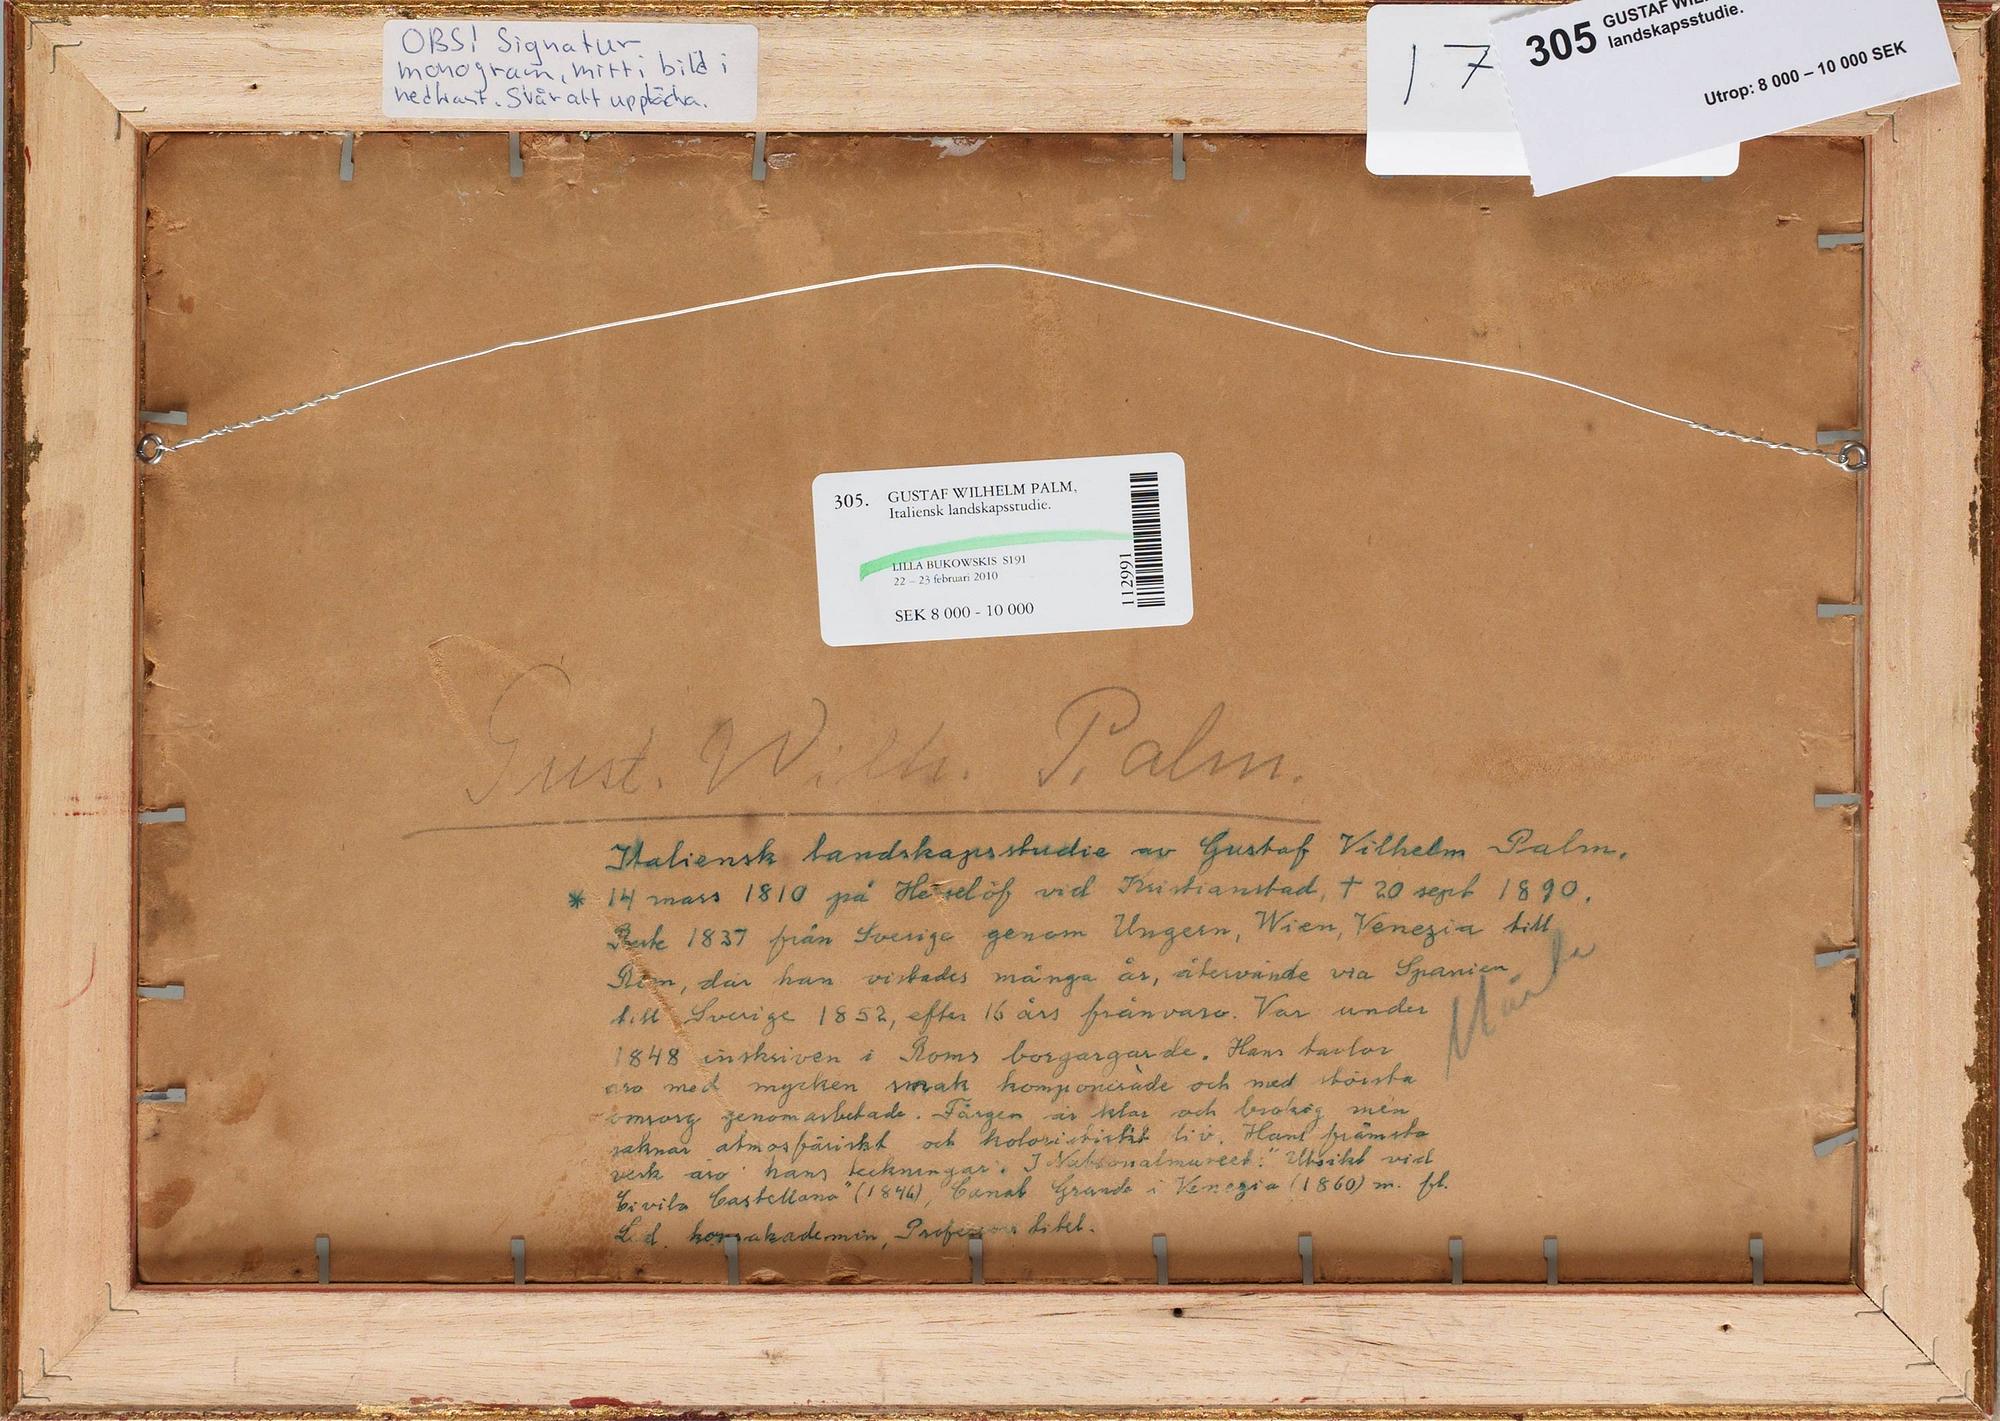 OBS! Signatur
monogram, mitt i bild i
nedkant. Svår att upptäcka.
17
305 GUSTAF WIL
landskapsstudie.
Utrop: 8 000 – 10 000 SEK
305. GUSTAF WILHELM PALM,
Italiensk landskapsstudie.
LILLA BUKOWSKIS S191
22 – 23 februari 2010
SEK 8 000 - 10 000
112991
Gust. Wilh. Palm.
Italiensk landskapsstudie av Gustaf Vilhelm Palm.
* 14 mars 1810 på vid Kristianstad, † 20 sept 1890.
Reste 1837 från Sverige genom Ungern, Wien, Venezia till
Rom, där han vistades många år, återvände via Spanien
till Sverige 1852, efter 16 års frånvaro. Var under
1848 inskriven i Roms borgargarde. Hans tavlor
äro med mycken smak komponerade och med största
omsorg genomarbetade. Färgen är klar och brokig men
saknar atmosfäriskt och koloristiskt liv. Hans främsta
verk äro hans teckningar. I Nationalmuseet: "Utsikt vid
Civita Castellana" (1846), Canal Grande i Venezia (1860) m. fl.
L. d. konsakademin, Professors titel.